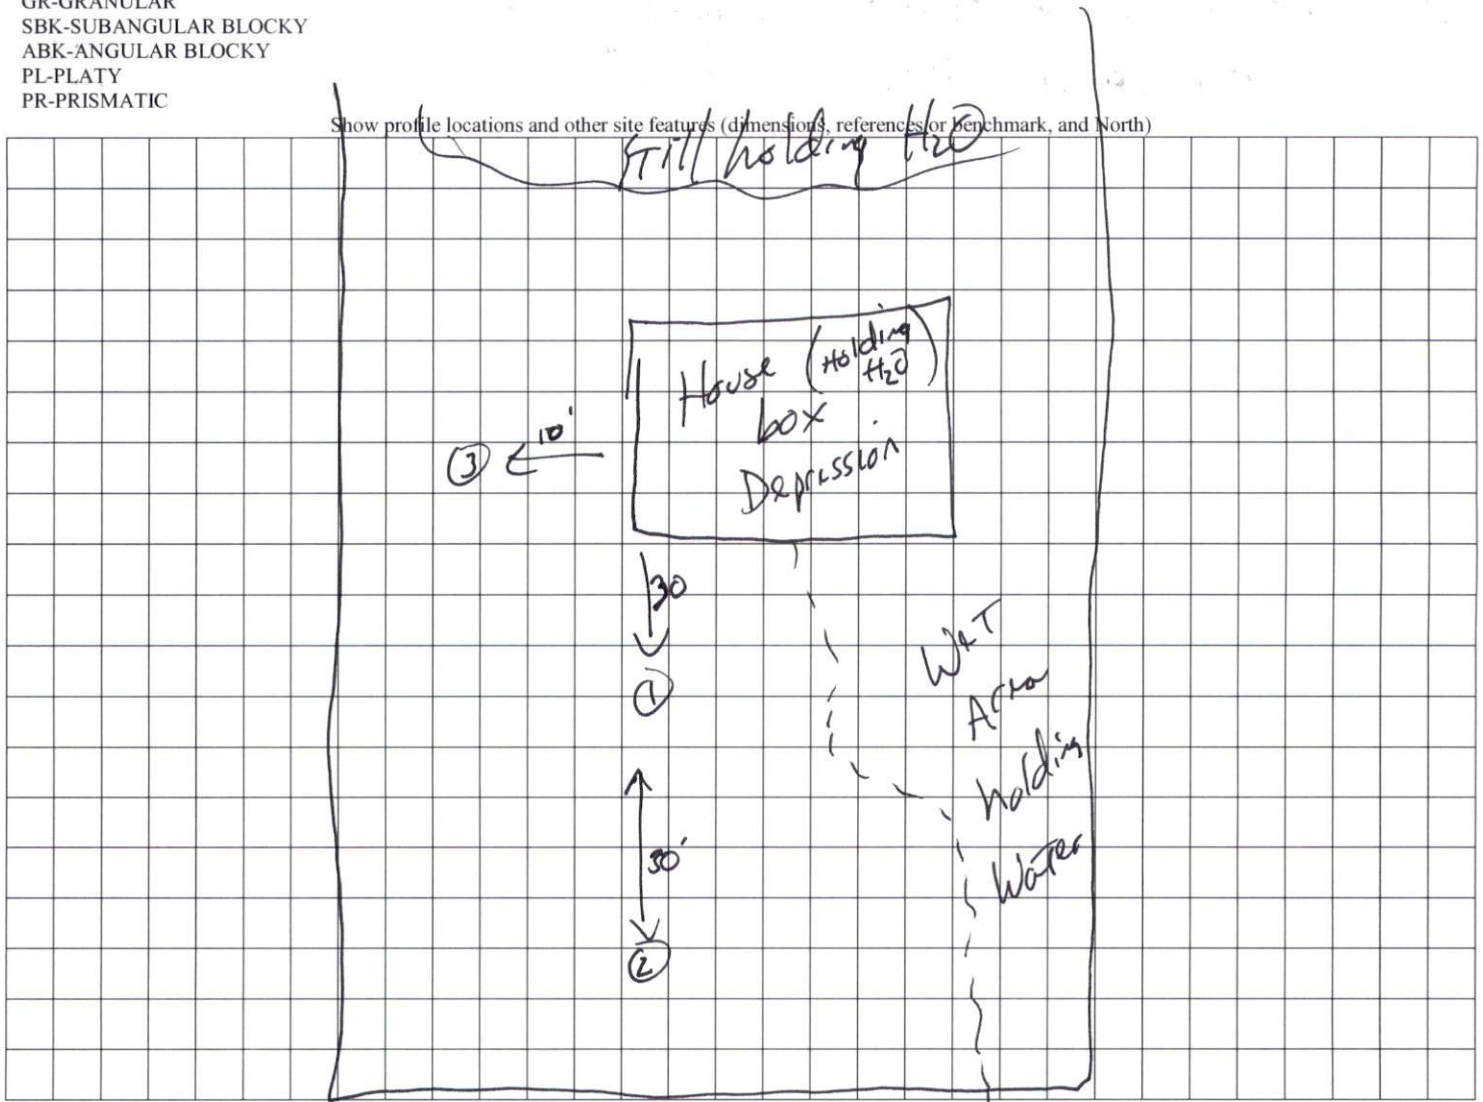 GR-GRANULAR
SBK-SUBANGULAR BLOCKY
ABK-ANGULAR BLOCKY
PL-PLATY
PR-PRISMATIC
Show profile locations and other site features (dimensions, references or benchmark, and North)
Still holding H2O
House (Holding H2O)
box
Depression
3 10'
30
1
Wet
Area
holding
Water
30'
2